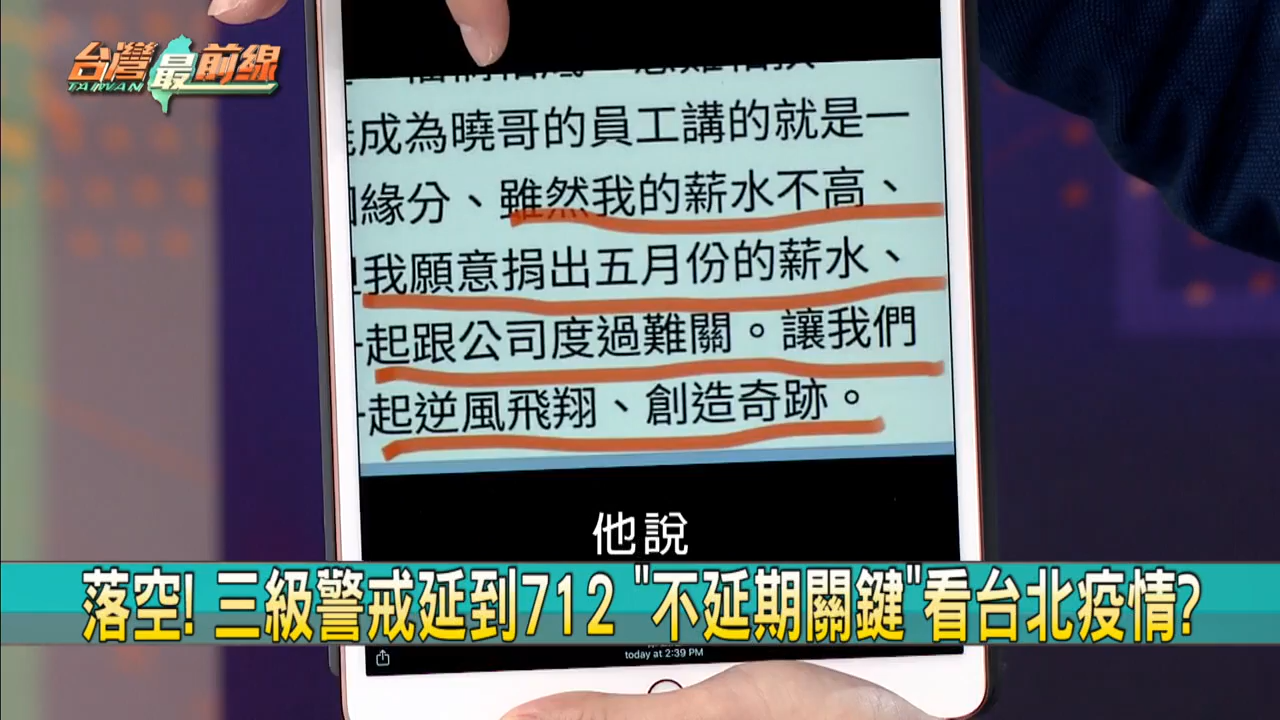 台灣最前線
TAIWAN
成為曉哥的員工講的就是一
緣分、雖然我的薪水不高、
我願意捐出五月份的薪水、
起跟公司度過難關。讓我們
一起逆風飛翔、創造奇跡。
他說
落空!三級警戒延到712 "不延期關鍵"看台北疫情?
today at 2:39 PM